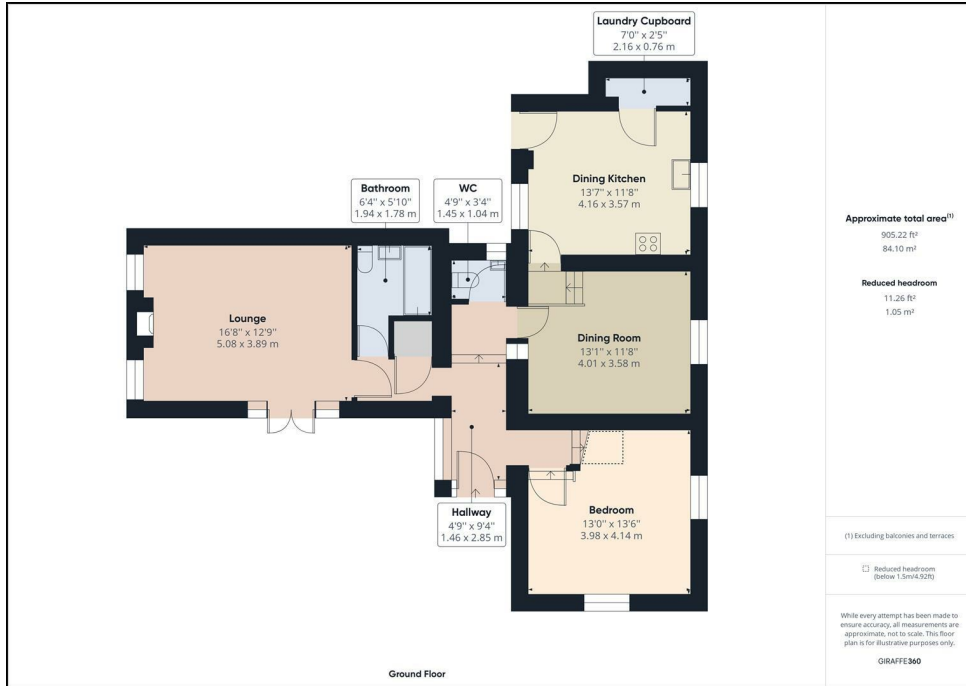 Laundry Cupboard
7'0" x 2'5"
2.16 x 0.76 m
Dining Kitchen
13'7" x 11'8"
4.16 x 3.57 m
Bathroom
6'4" x 5'10"
1.94 x 1.78 m
WC
4'9" x 3'4"
1.45 x 1.04 m
Lounge
16'8" x 12'9"
5.08 x 3.89 m
Dining Room
13'1" x 11'8"
4.01 x 3.58 m
Hallway
4'9" x 9'4"
1.46 x 2.85 m
Bedroom
13'0" x 13'6"
3.98 x 4.14 m
Ground Floor
Approximate total area(1)
905.22 ft²
84.10 m²
Reduced headroom
11.26 ft²
1.05 m²
(1) Excluding balconies and terraces
Reduced headroom
(below 1.5m/4.92ft)
While every attempt has been made to
ensure accuracy, all measurements are
approximate, not to scale. This floor
plan is for illustrative purposes only.
GIRAFFE360